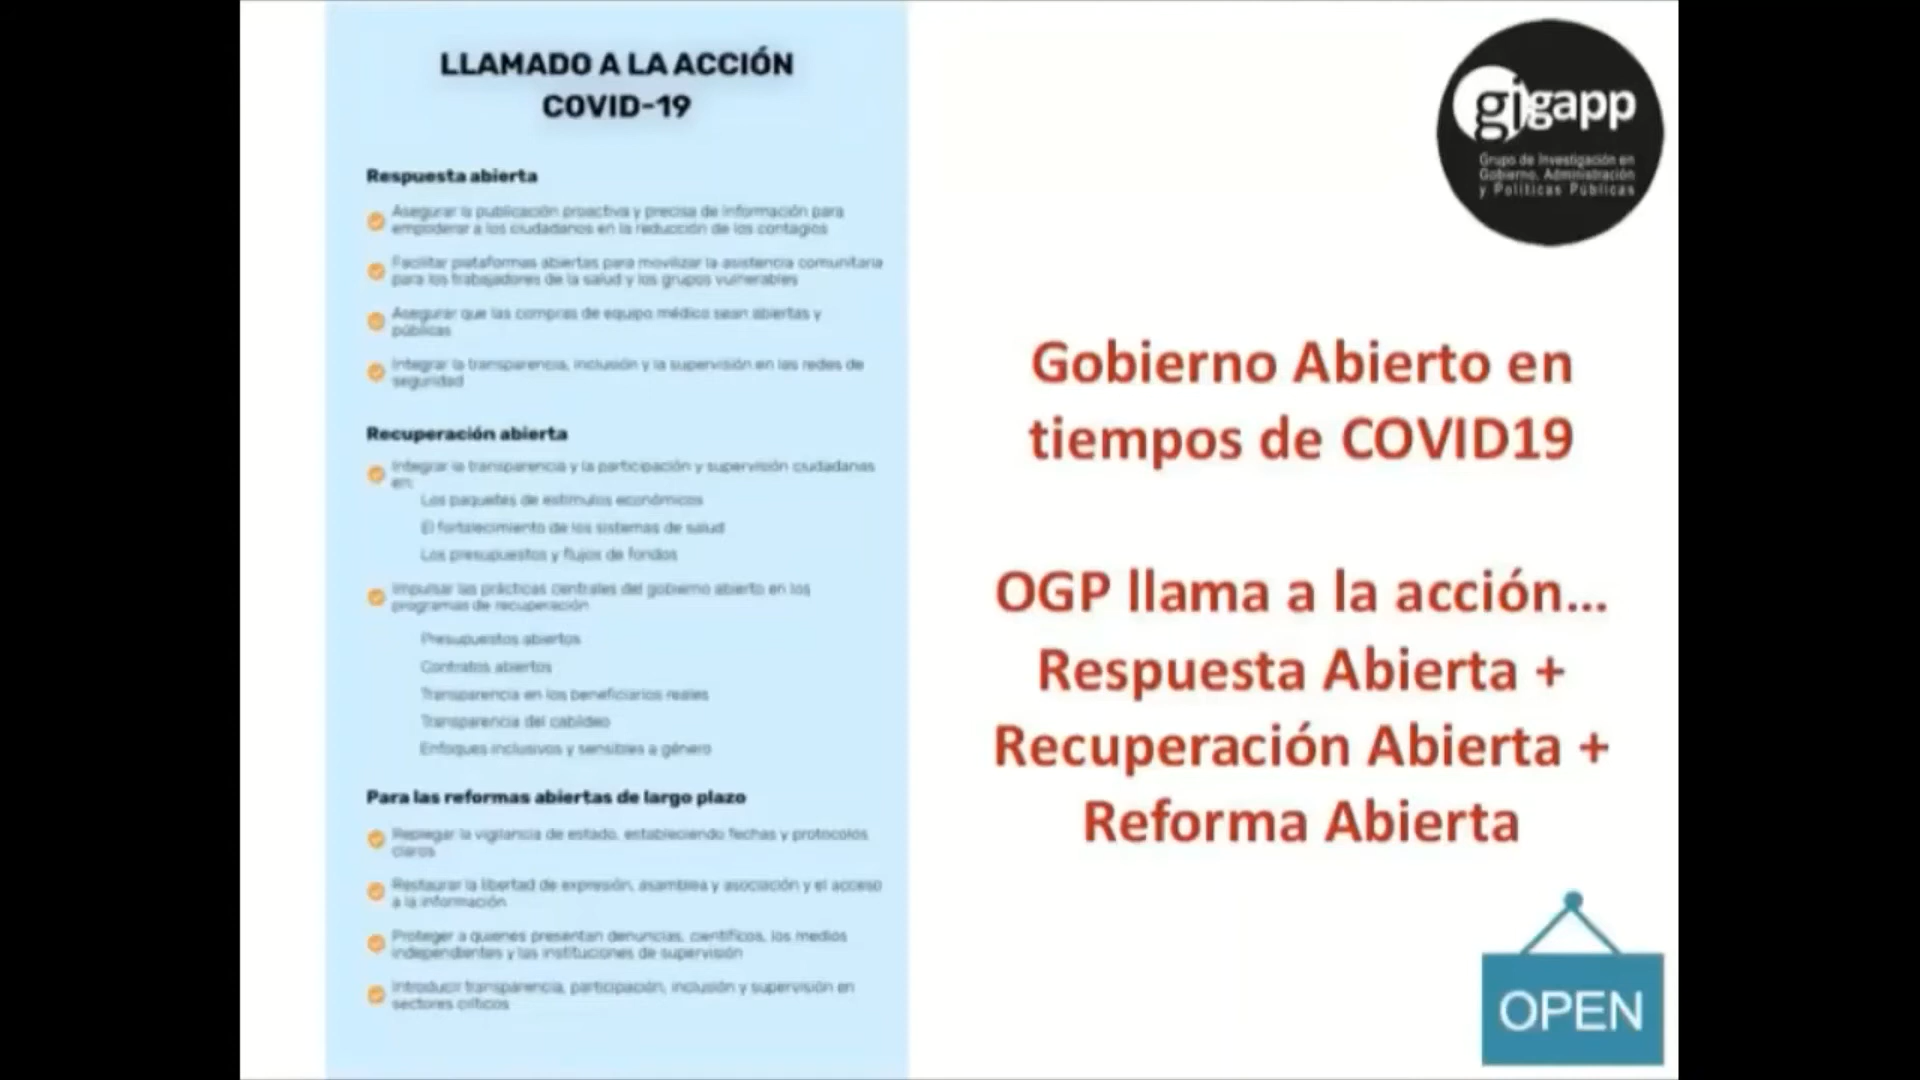 LLAMADO A LA ACCIÓN
COVID-19
Respuesta abierta
Asegurar la publicación proactiva y precisa de información para
empoderar a los ciudadanos en la reducción de los contagios
Facilitar plataformas abiertas para movilizar la asistencia comunitaria
para los trabajadores de la salud y los grupos vulnerables
Asegurar que las compras de equipo médico sean abiertas y
públicas
Integrar la transparencia, inclusión y la supervisión en las redes de
seguridad
Recuperación abierta
Integrar la transparencia y la participación y supervisión ciudadanas
en:
Los paquetes de estímulos económicos
El fortalecimiento de los sistemas de salud
Los presupuestos y flujos de fondos
Impulsar las prácticas centrales del gobierno abierto en los
programas de recuperación
Presupuestos abiertos
Contratos abiertos
Transparencia en los beneficiarios reales
Transparencia del cabildeo
Enfoques inclusivos y sensibles a género
Para las reformas abiertas de largo plazo
Replegar la vigilancia de estado, estableciendo fechas y protocolos
claros
Restaurar la libertad de expresión, asamblea y asociación y el acceso
a la información
Proteger a quienes presentan denuncias, científicos, los medios
independientes y las instituciones de supervisión
Introducir transparencia, participación, inclusión y supervisión en
sectores críticos
gigapp
Grupo de Investigación en
Gobierno, Administración
y Políticas Públicas
Gobierno Abierto en
tiempos de COVID19
OGP llama a la acción...
Respuesta Abierta +
Recuperación Abierta +
Reforma Abierta
OPEN